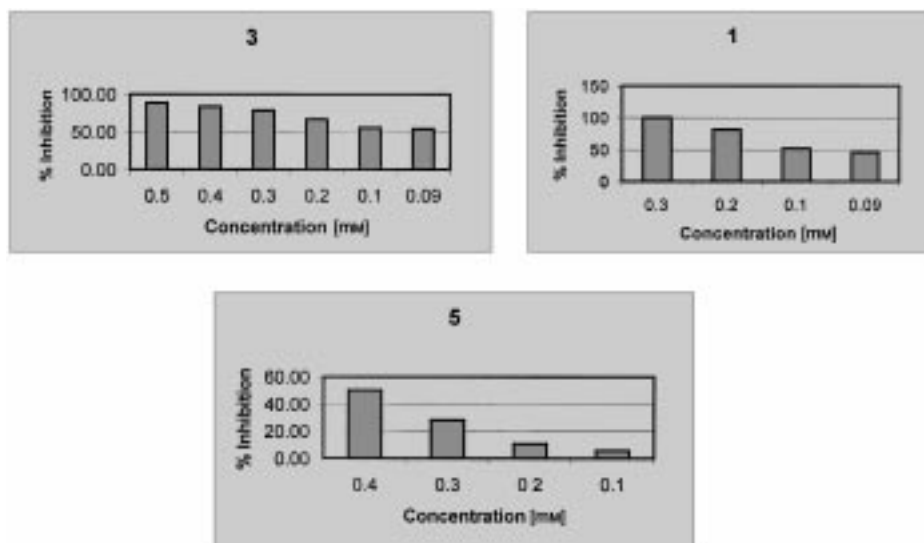 3
100.00
50.00
0.00
% Inhibition
0.5 0.4 0.3 0.2 0.1 0.09
Concentration [mM]
1
150
100
50
0
% Inhibition
0.3 0.2 0.1 0.09
Concentration [mM]
5
60.00
40.00
20.00
0.00
% Inhibition
0.4 0.3 0.2 0.1
Concentration [mM]